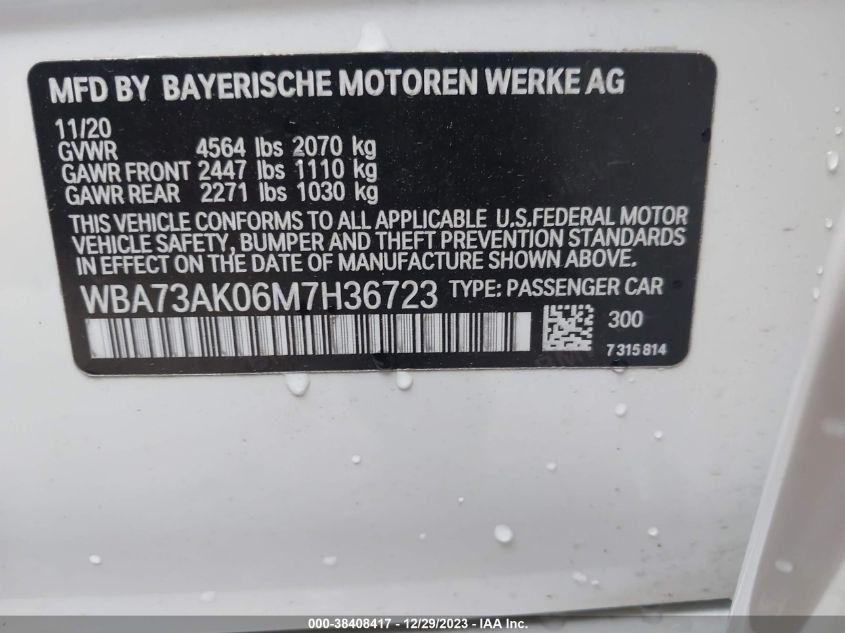 MFD BY BAYERISCHE MOTOREN WERKE AG
11/20
GVWR 4564 lbs 2070 kg
GAWR FRONT 2447 lbs 1110 kg
GAWR REAR 2271 lbs 1030 kg
THIS VEHICLE CONFORMS TO ALL APPLICABLE U.S.FEDERAL MOTOR
VEHICLE SAFETY, BUMPER AND THEFT PREVENTION STANDARDS
IN EFFECT ON THE DATE OF MANUFACTURE SHOWN ABOVE.
WBA73AK06M7H36723 TYPE: PASSENGER CAR
300
7315814
000-38408417 - 12/29/2023 - IAA Inc.